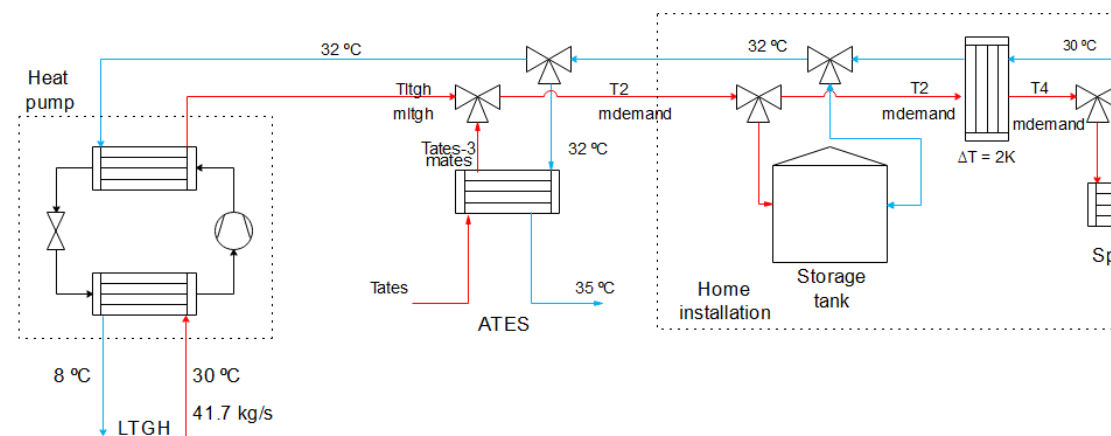 32 ºC
32 ºC
30 ºC
Heat
pump
Tltgh
mltgh
T2
mdemand
T2
mdemand
T4
mdemand
Tates-3
mates
32 ºC
ΔT = 2K
Sp
Storage
tank
Home
installation
Tates
35 ºC
ATES
8 ºC
30 ºC
41.7 kg/s
LTGH